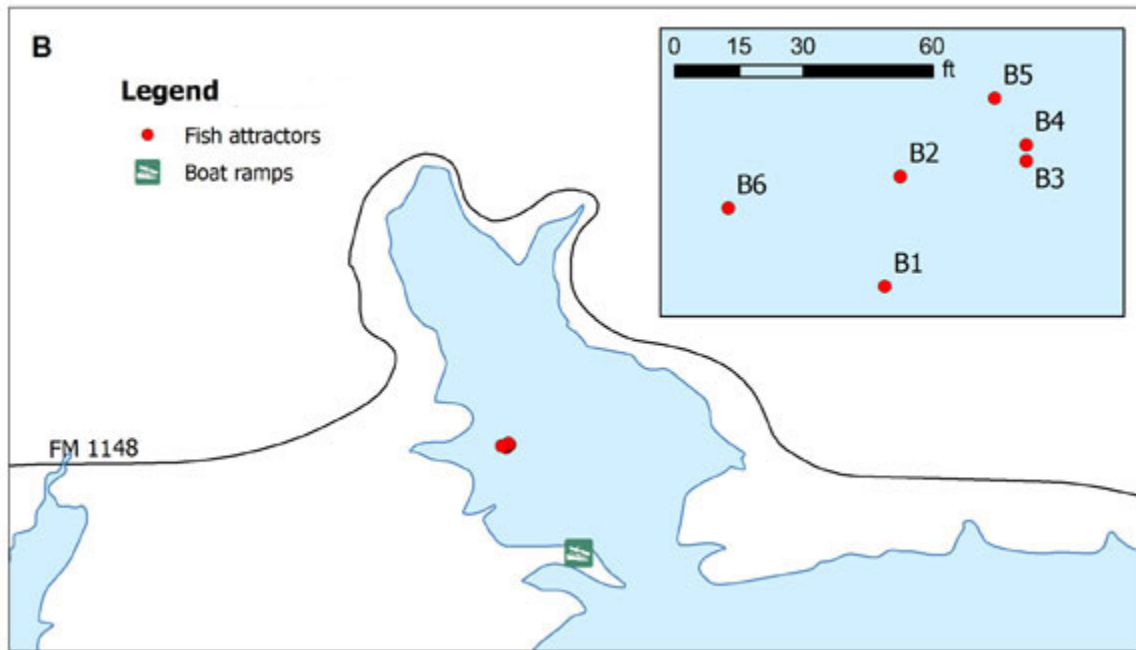 B
Legend
Fish attractors
Boat ramps
FM 1148
0 15 30 60
ft
B5
B4
B3
B2
B6
B1